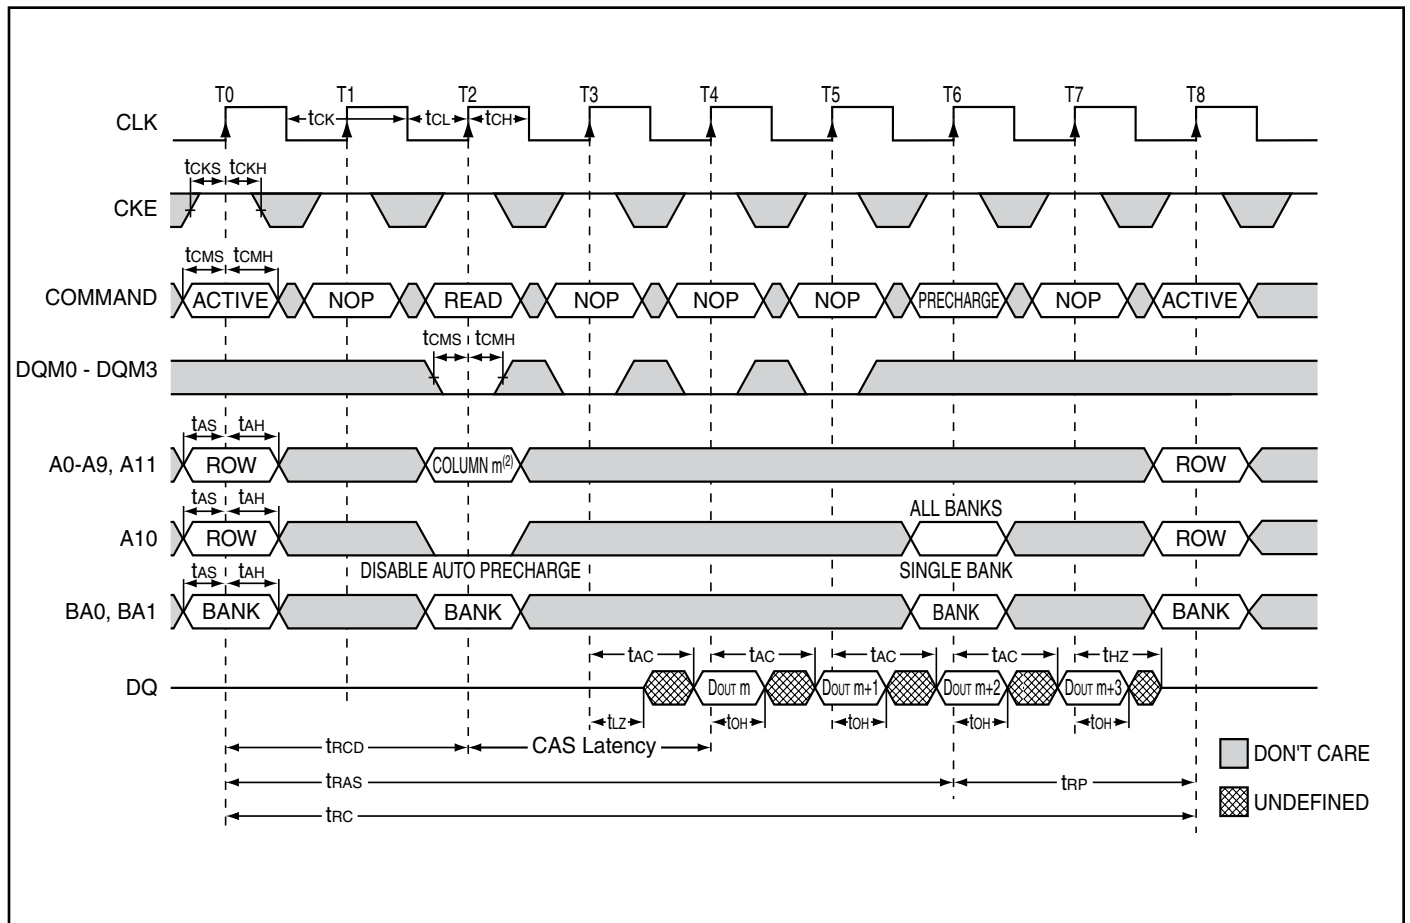 T0 T1 T2 T3 T4 T5 T6 T7 T8
CLK tCK tCL tCH
tCKS tCKH
CKE
tCMS tCMH
COMMAND ACTIVE NOP READ NOP NOP NOP PRECHARGE NOP ACTIVE
tCMS tCMH
DQM0 - DQM3
tAS tAH
A0-A9, A11 ROW COLUMN m(2) ROW
tAS tAH ALL BANKS
A10 ROW ROW
tAS tAH DISABLE AUTO PRECHARGE SINGLE BANK
BA0, BA1 BANK BANK BANK BANK
tAC tAC tAC tAC tHZ
DQ DOUT m DOUT m+1 DOUT m+2 DOUT m+3
tLZ tOH tOH tOH tOH
tRCD CAS Latency
DON'T CARE
tRAS tRP
UNDEFINED
tRC